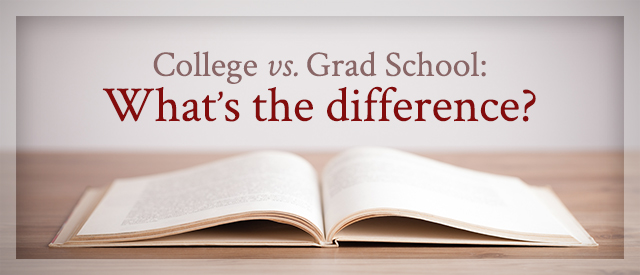 College vs. Grad School:
What's the difference?